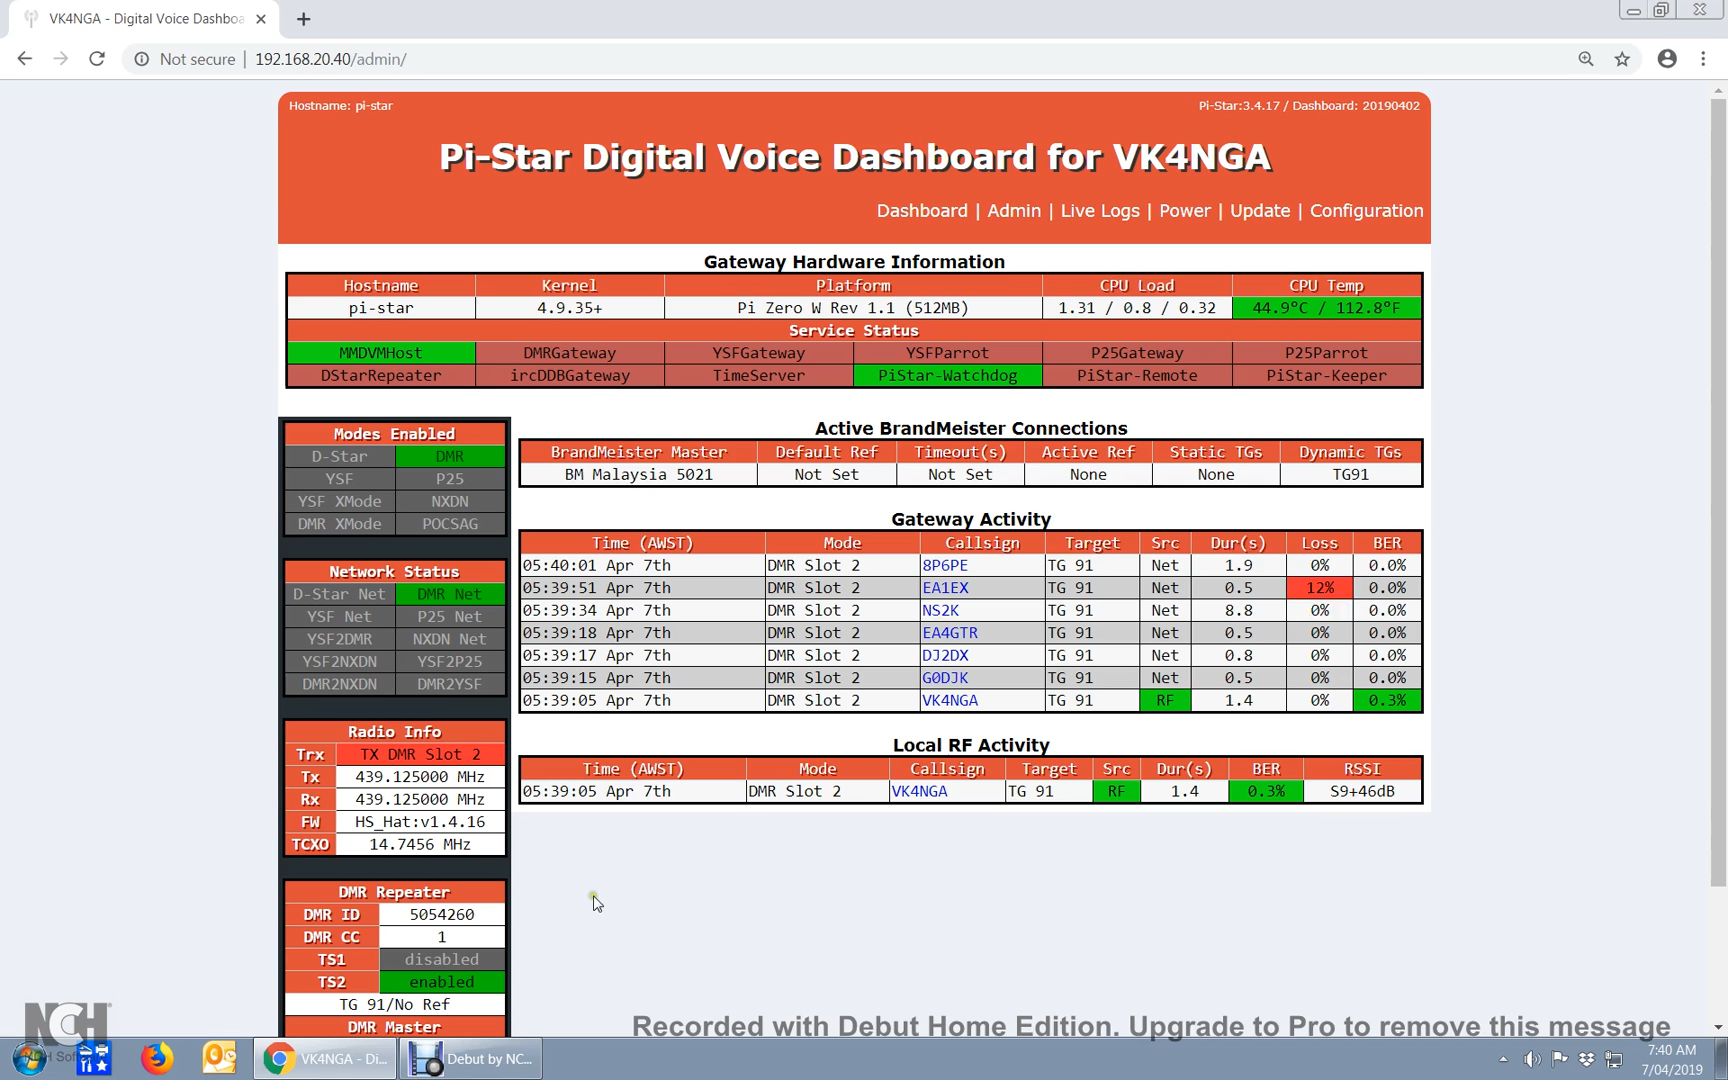 VK4NGA - Digital Voice Dashboa
Not secure | 192.168.20.40/admin/
Hostname: pi-star Pi-Star:3.4.17 / Dashboard: 20190402
Pi-Star Digital Voice Dashboard for VK4NGA
Dashboard | Admin | Live Logs | Power | Update | Configuration
Gateway Hardware Information
Hostname Kernel Platform CPU Load CPU Temp
pi-star 4.9.35+ Pi Zero W Rev 1.1 (512MB) 1.31 / 0.8 / 0.32 44.9°C / 112.8°F
Service Status
MMDVMHost DMRGateway YSFGateway YSFParrot P25Gateway P25Parrot
DStarRepeater ircDDBGateway TimeServer PiStar-Watchdog PiStar-Remote PiStar-Keeper
Modes Enabled
D-Star DMR
YSF P25
YSF XMode NXDN
DMR XMode POCSAG
Network Status
D-Star Net DMR Net
YSF Net P25 Net
YSF2DMR NXDN Net
YSF2NXDN YSF2P25
DMR2NXDN DMR2YSF
Radio Info
Trx TX DMR Slot 2
Tx 439.125000 MHz
Rx 439.125000 MHz
FW HS_Hat:v1.4.16
TCXO 14.7456 MHz
DMR Repeater
DMR ID 5054260
DMR CC 1
TS1 disabled
TS2 enabled
TG 91/No Ref
DMR Master
Active BrandMeister Connections
BrandMeister Master Default Ref Timeout(s) Active Ref Static TGs Dynamic TGs
BM Malaysia 5021 Not Set Not Set None None TG91
Gateway Activity
Time (AWST) Mode Callsign Target Src Dur(s) Loss BER
05:40:01 Apr 7th DMR Slot 2 8P6PE TG 91 Net 1.9 0% 0.0%
05:39:51 Apr 7th DMR Slot 2 EA1EX TG 91 Net 0.5 12% 0.0%
05:39:34 Apr 7th DMR Slot 2 NS2K TG 91 Net 8.8 0% 0.0%
05:39:18 Apr 7th DMR Slot 2 EA4GTR TG 91 Net 0.5 0% 0.0%
05:39:17 Apr 7th DMR Slot 2 DJ2DX TG 91 Net 0.8 0% 0.0%
05:39:15 Apr 7th DMR Slot 2 G0DJK TG 91 Net 0.5 0% 0.0%
05:39:05 Apr 7th DMR Slot 2 VK4NGA TG 91 RF 1.4 0% 0.3%
Local RF Activity
Time (AWST) Mode Callsign Target Src Dur(s) BER RSSI
05:39:05 Apr 7th DMR Slot 2 VK4NGA TG 91 RF 1.4 0.3% S9+46dB
NCH
Recorded with Debut Home Edition. Upgrade to Pro to remove this message
VK4NGA - Di... Debut by NC...
7:40 AM
7/04/2019